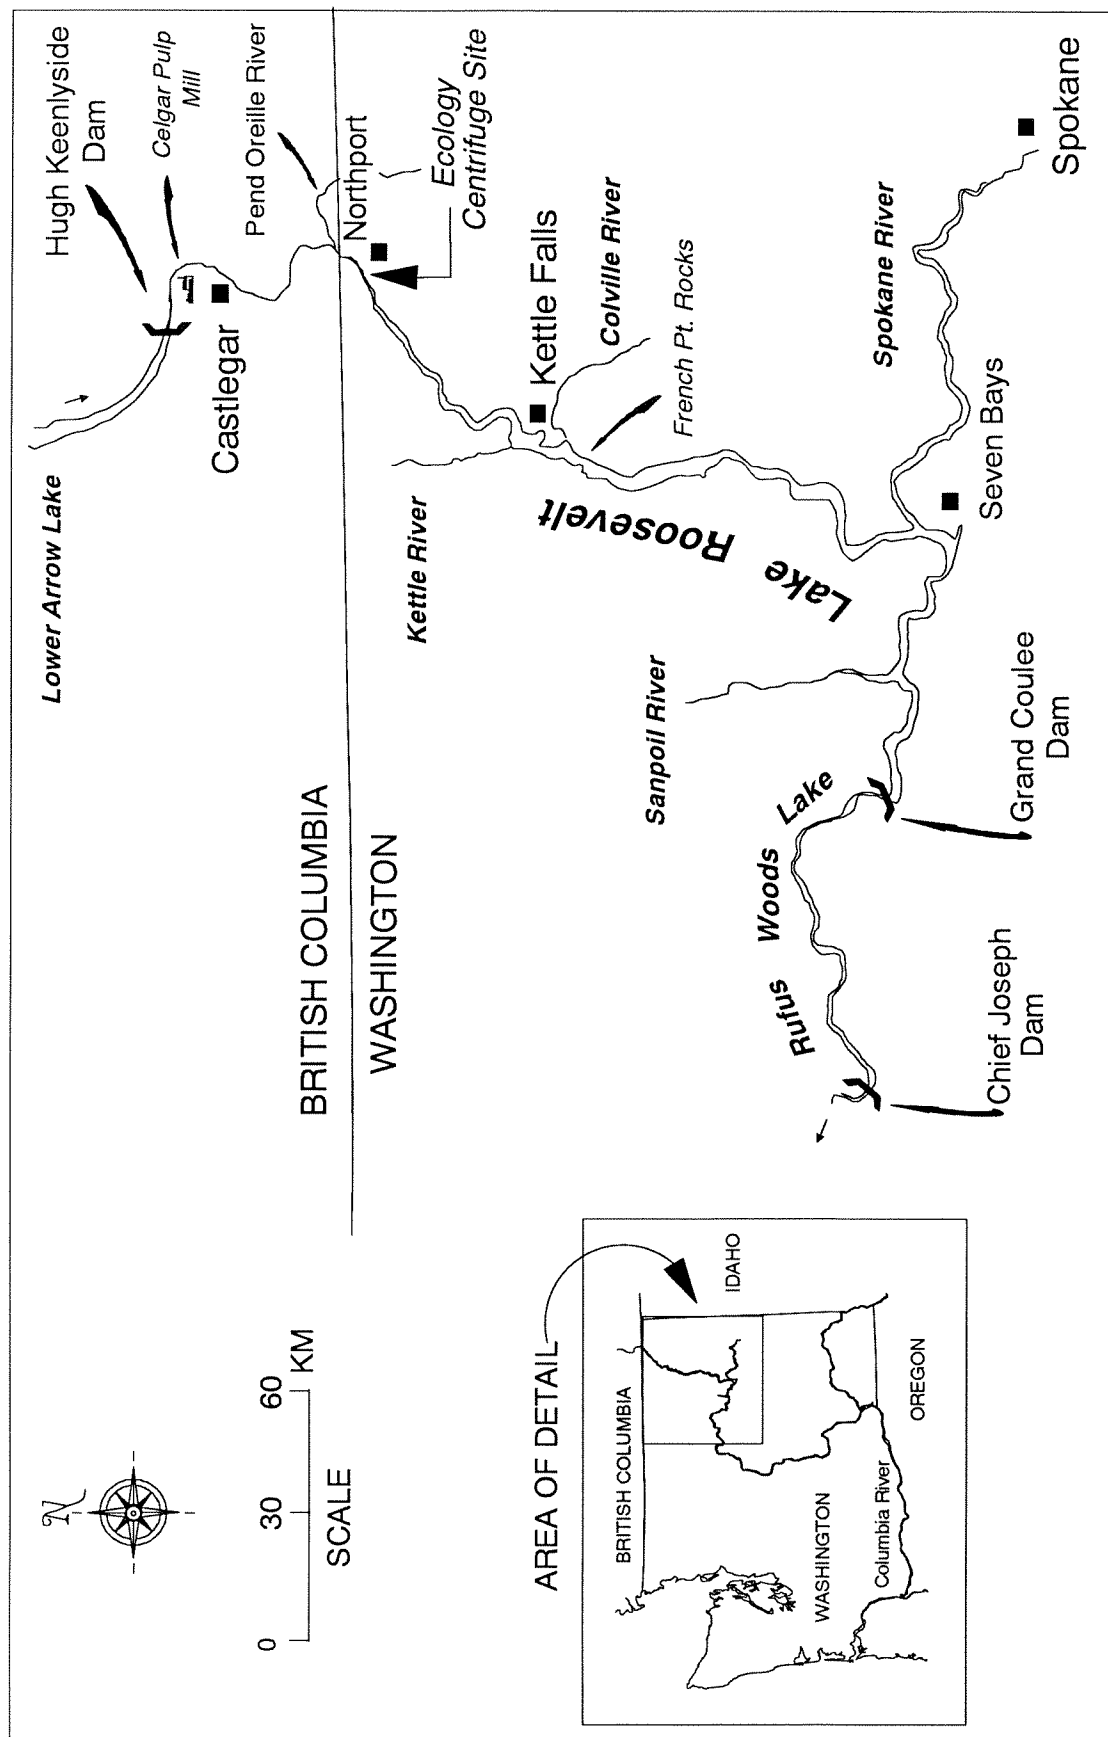 Hugh Keenlyside
Dam
Celgar Pulp
Mill
Pend Oreille River
Northport
Ecology
Centrifuge Site
Lower Arrow Lake
Castlegar
BRITISH COLUMBIA
WASHINGTON
Kettle River
Kettle Falls
Colville River
French Pt. Rocks
Lake Roosevelt
Sanpoil River
Spokane River
Spokane
Seven Bays
Rufus Woods Lake
Grand Coulee
Dam
Chief Joseph
Dam
N
0 30 60 KM
SCALE
AREA OF DETAIL
BRITISH COLUMBIA
IDAHO
WASHINGTON
Columbia River
OREGON